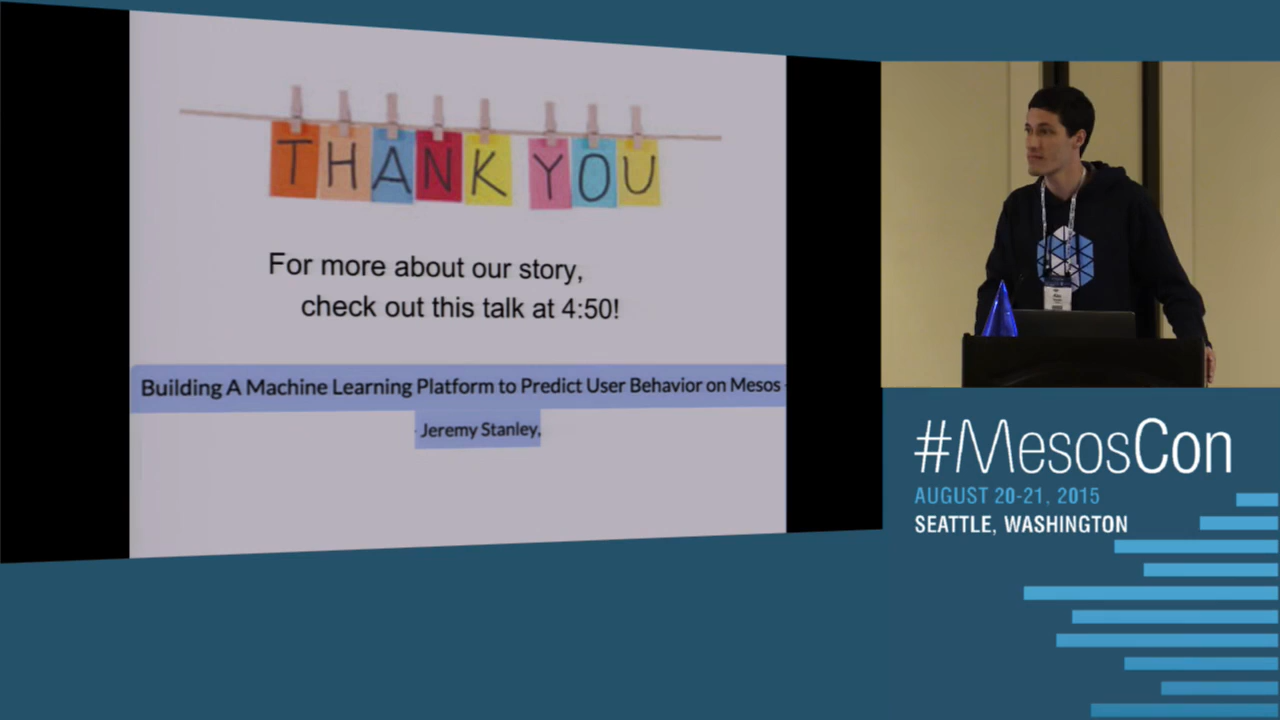 THANK YOU
For more about our story,
check out this talk at 4:50!
Building A Machine Learning Platform to Predict User Behavior on Mesos -
- Jeremy Stanley,
#MesosCon
AUGUST 20-21, 2015
SEATTLE, WASHINGTON